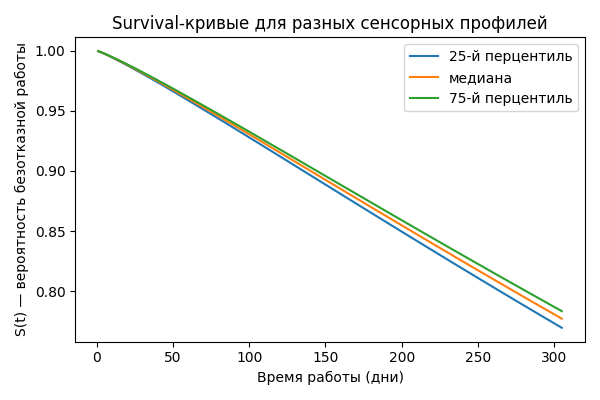 Survival-кривые для разных сенсорных профилей
S(t) — вероятность безотказной работы
1.00
0.95
0.90
0.85
0.80
25-й перцентиль
медиана
75-й перцентиль
0
50
100
150
200
250
300
Время работы (дни)